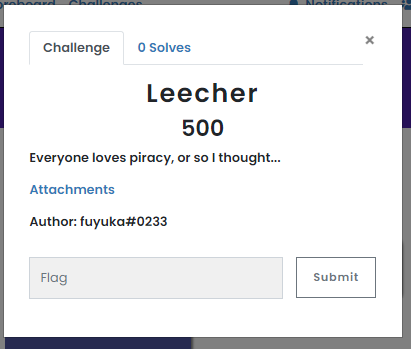 Challenges
Notifications
Challenge
0 Solves
×
Leecher
500
Everyone loves piracy, or so I thought...
Attachments
Author: fuyuka#0233
Flag
Submit